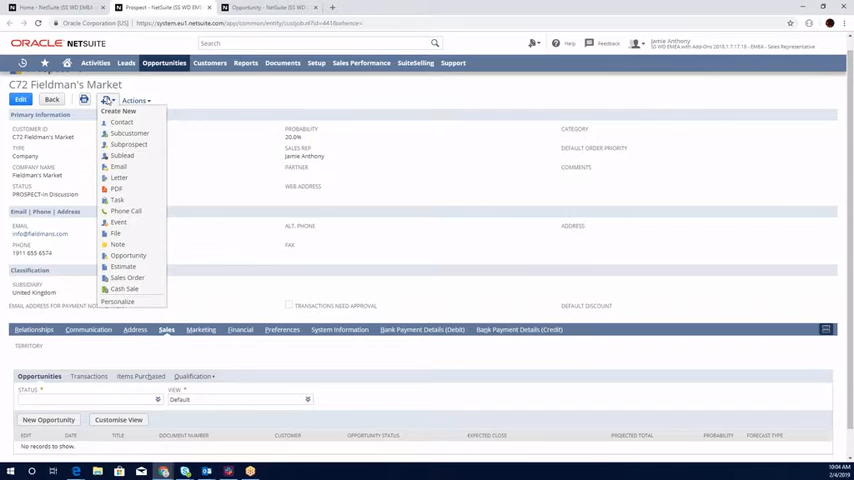 Home - NetSuite (SS WD EMEA
Prospect - NetSuite (SS WD EMEA
Opportunity - NetSuite (SS WD E
Oracle Corporation [US]
https://system.eu1.netsuite.com/app/common/entity/custjob.nl?id=441&whence=
ORACLE NETSUITE
Search
Help
Feedback
Jamie Anthony
SS WD EMEA with Add-Ons 2018.1.7.17.18 - EMEA - Sales Representative
Activities Leads Opportunities Customers Reports Documents Setup Sales Performance SuiteSelling Support
C72 Fieldman's Market
Edit Back Actions
Create New
Contact
Subcustomer
Subprospect
Sublead
Email
Letter
PDF
Task
Phone Call
Event
File
Note
Opportunity
Estimate
Sales Order
Cash Sale
Personalize
Primary Information
CUSTOMER ID
C72 Fieldman's Market
TYPE
Company
COMPANY NAME
Fieldman's Market
STATUS
PROSPECT-In Discussion
PROBABILITY
20.0%
SALES REP
Jamie Anthony
PARTNER
WEB ADDRESS
CATEGORY
DEFAULT ORDER PRIORITY
COMMENTS
Email | Phone | Address
EMAIL
info@fieldmans.com
PHONE
1911 655 6574
ALT. PHONE
FAX
ADDRESS
Classification
SUBSIDIARY
United Kingdom
EMAIL ADDRESS FOR PAYMENT NOTIF
TRANSACTIONS NEED APPROVAL
DEFAULT DISCOUNT
Relationships Communication Address Sales Marketing Financial Preferences System Information Bank Payment Details (Debit) Bank Payment Details (Credit)
TERRITORY
Opportunities Transactions Items Purchased Qualification
STATUS *
VIEW *
Default
New Opportunity Customise View
EDIT DATE TITLE DOCUMENT NUMBER CUSTOMER OPPORTUNITY STATUS EXPECTED CLOSE PROJECTED TOTAL PROBABILITY FORECAST TYPE
No records to show.
10:04 AM
2/4/2019